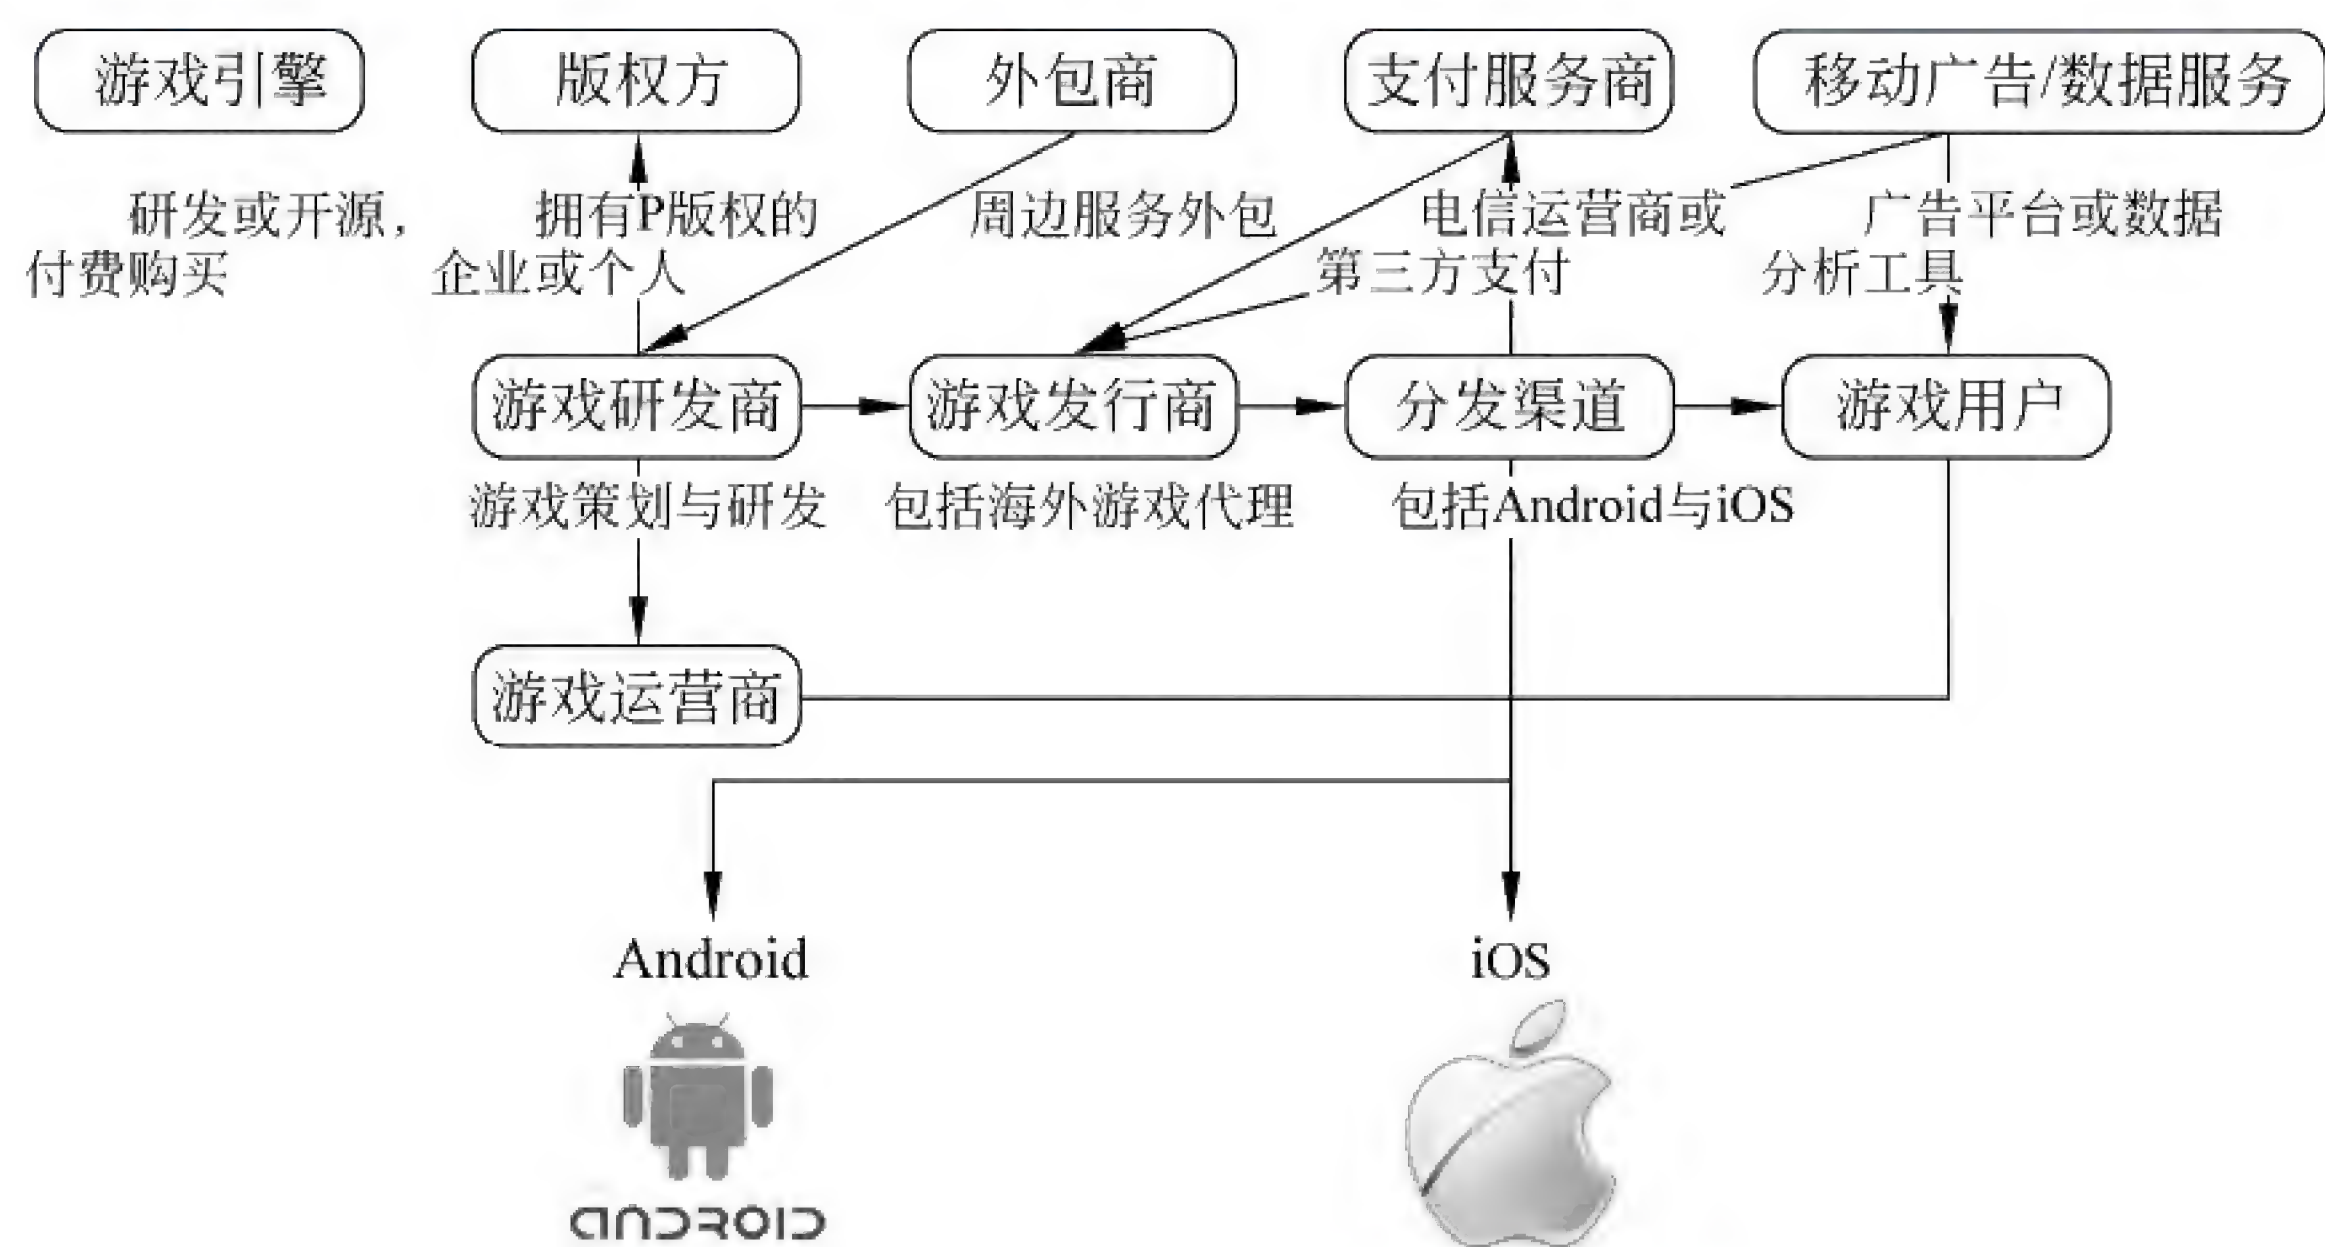 游戏引擎
版权方
外包商
支付服务商
移动广告/数据服务
研发或开源，
付费购买
拥有P版权的
企业或个人
周边服务外包
电信运营商或
第三方支付
广告平台或数据
分析工具
游戏研发商
游戏发行商
分发渠道
游戏用户
游戏策划与研发
包括海外游戏代理
包括Android与iOS
游戏运营商
Android
iOS
ANDROID